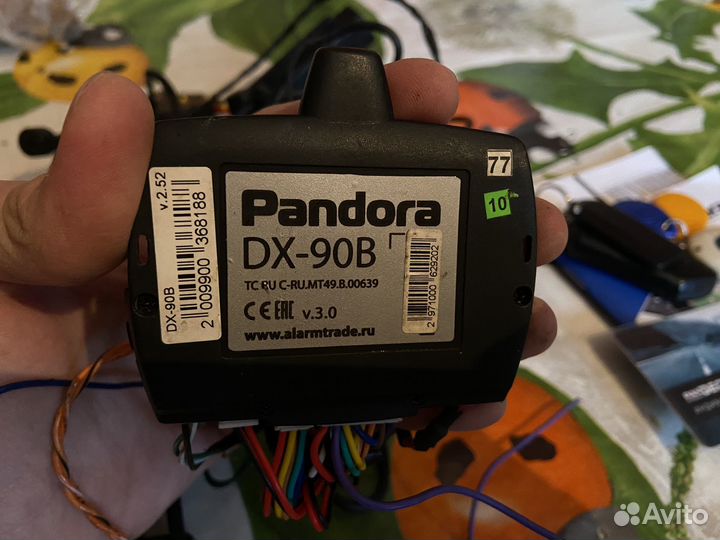 77
10
v.2.52
DX-90B
2 009900 368188
Pandora
DX-90B
TC RU C-RU.MT49.B.00639
CE EAC v.3.0
www.alarmtrade.ru
2 971000 629202
Avito